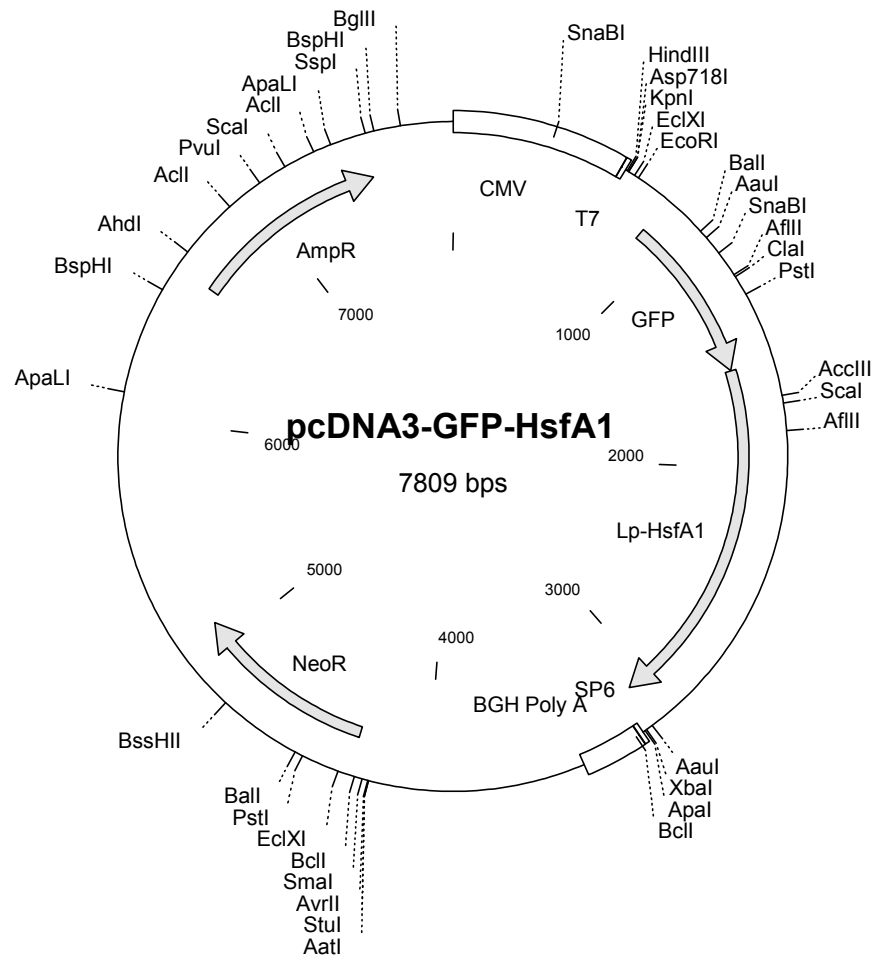 BglII
BspHI
SspI
ApaLI
AclI
ScaI
PvuI
AclI
AhdI
BspHI
ApaLI
SnaBI
HindIII
Asp718I
KpnI
EclXI
EcoRI
BalI
AauI
SnaBI
AflII
ClaI
PstI
AccIII
ScaI
AflII
CMV
T7
AmpR
7000
1000
GFP
pcDNA3-GFP-HsfA1
6000
2000
7809 bps
Lp-HsfA1
5000
3000
4000
NeoR
SP6
BGH Poly A
BssHII
BalI
PstI
EclXI
BclI
SmaI
AvrII
StuI
AatI
AauI
XbaI
ApaI
BclI